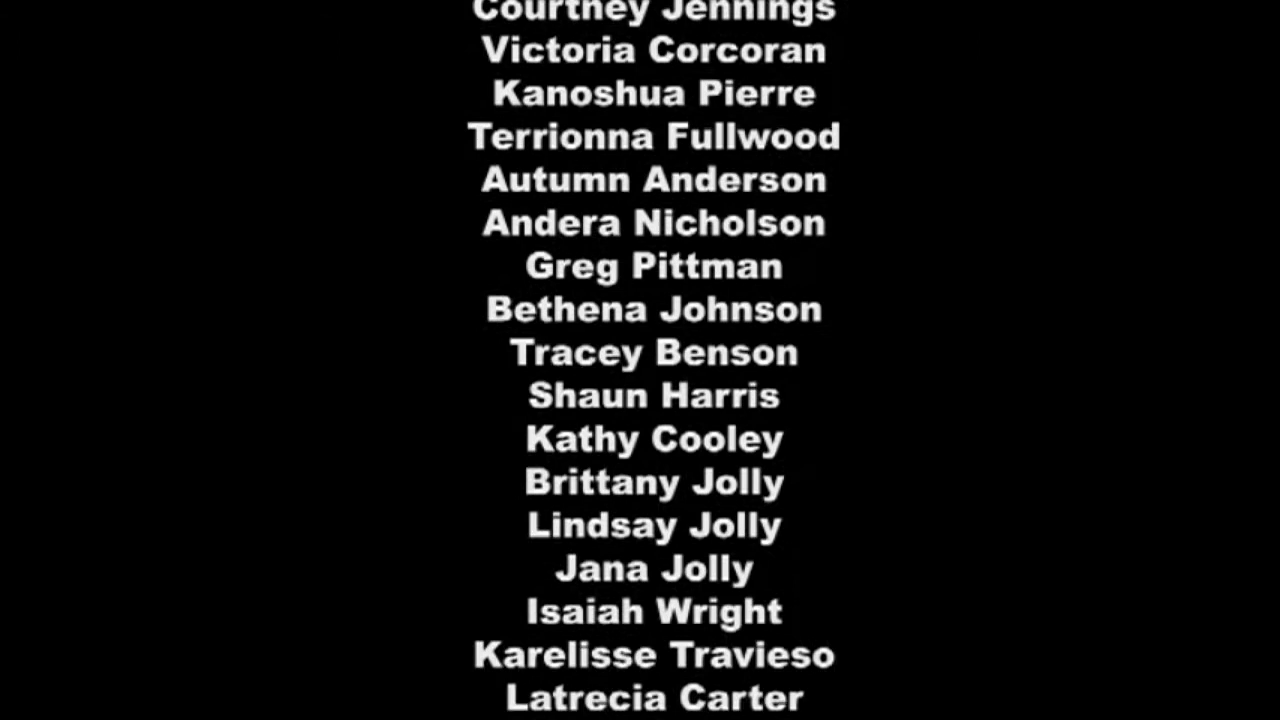 Courtney Jennings
Victoria Corcoran
Kanoshua Pierre
Terrionna Fullwood
Autumn Anderson
Andera Nicholson
Greg Pittman
Bethena Johnson
Tracey Benson
Shaun Harris
Kathy Cooley
Brittany Jolly
Lindsay Jolly
Jana Jolly
Isaiah Wright
Karelisse Travieso
Latrecia Carter